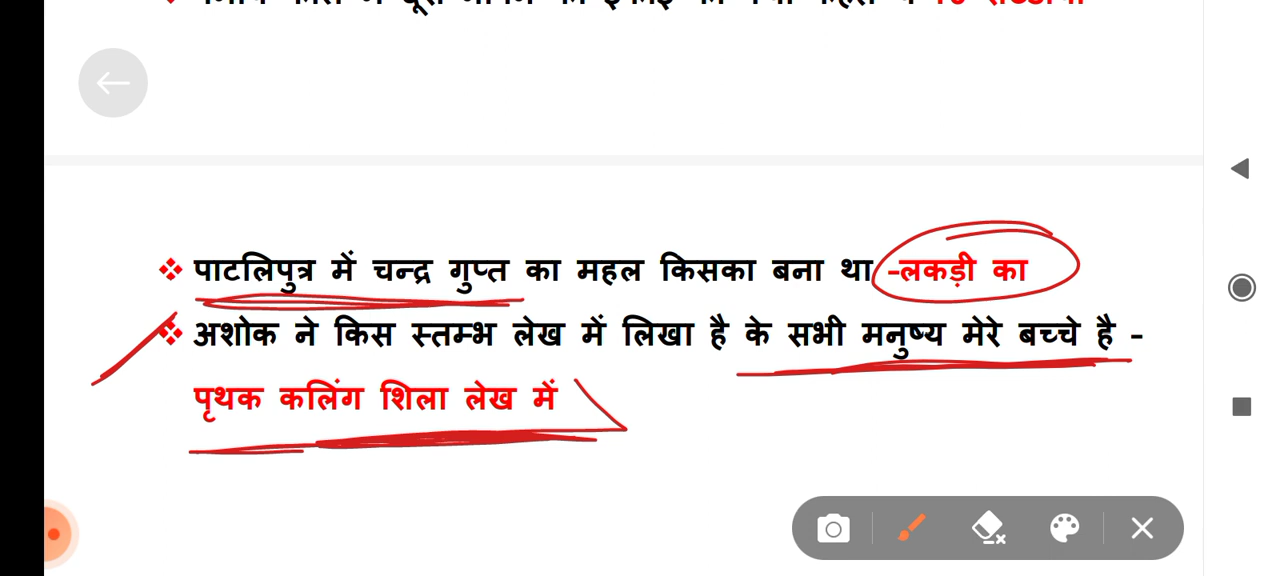 ❖ पाटलिपुत्र में चन्द्र गुप्त का महल किसका बना था -लकड़ी का
❖ अशोक ने किस स्तम्भ लेख में लिखा है के सभी मनुष्य मेरे बच्चे है -
पृथक कलिंग शिला लेख में